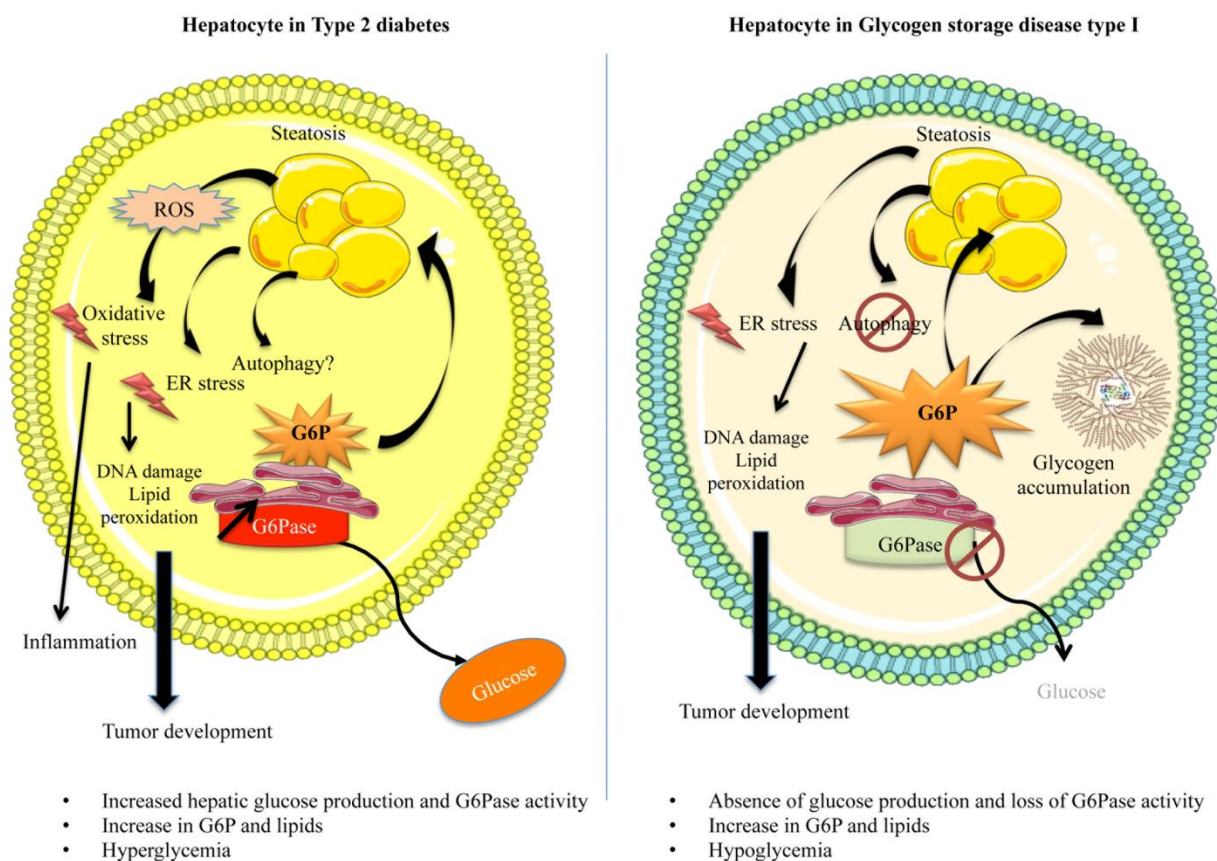 Hepatocyte in Type 2 diabetes
Steatosis
ROS
Oxidative
stress
Autophagy?
ER stress
G6P
DNA damage
Lipid
peroxidation
G6Pase
Inflammation
Glucose
Tumor development
• Increased hepatic glucose production and G6Pase activity
• Increase in G6P and lipids
• Hyperglycemia
Hepatocyte in Glycogen storage disease type I
Steatosis
ER stress
Autophagy
G6P
DNA damage
Lipid
peroxidation
Glycogen
accumulation
G6Pase
Glucose
Tumor development
• Absence of glucose production and loss of G6Pase activity
• Increase in G6P and lipids
• Hypoglycemia